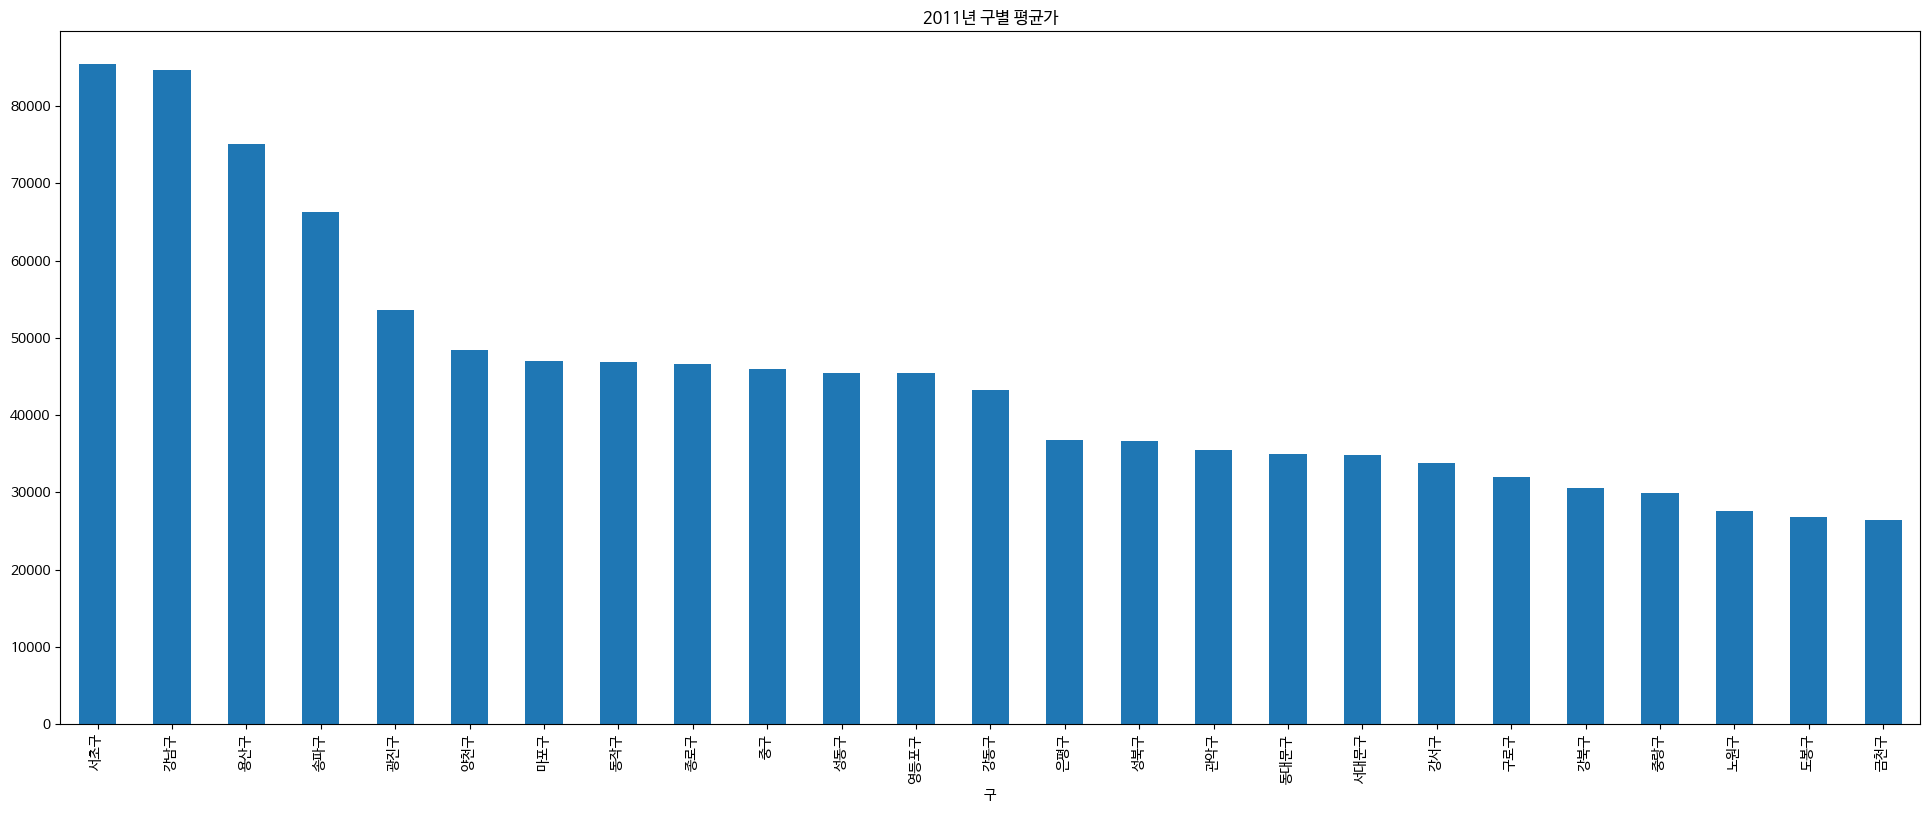 2011년 구별 평균가
80000
70000
60000
50000
40000
30000
20000
10000
0
서초구
강남구
용산구
송파구
광진구
양천구
마포구
동작구
종로구
중구
성동구
영등포구
강동구
은평구
성북구
관악구
동대문구
서대문구
강서구
구로구
강북구
중랑구
노원구
도봉구
금천구
구